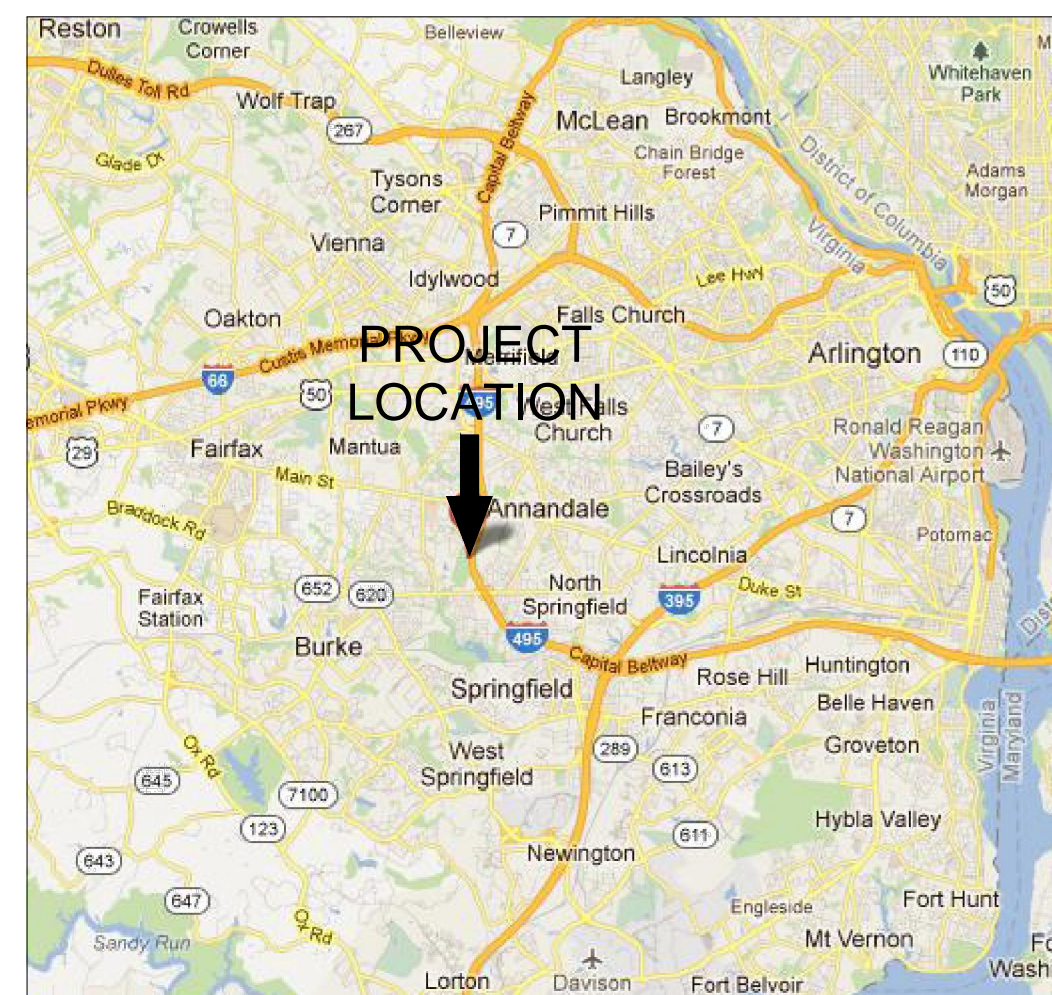 Reston
Crowells
Corner
Belleview
Langley
Whitehaven
Park
Dulles Toll Rd
Wolf Trap
267
Capital Beltway
McLean
Brookmont
Chain Bridge
Forest
District of Columbia
Virginia
Adams
Morgan
Glade Dr
Tysons
Corner
Pimmit Hills
7
Vienna
Idylwood
Lee Hwy
50
Oakton
Falls Church
PROJECT
LOCATION
Custis Memorial Pkwy
Merrifield
Arlington
110
66
50
495
West Falls
Church
emorial Pkwy
29
Fairfax
Mantua
7
Ronald Reagan
Washington
National Airport
Main St
Bailey's
Crossroads
Braddock Rd
Annandale
7
Potomac
Lincolnia
652
620
North
Springfield
395
Duke St
Fairfax
Station
Burke
495
Capital Beltway
Rose Hill
Huntington
Springfield
Belle Haven
Franconia
Virginia
Maryland
Ox Rd
West
Springfield
289
613
Groveton
645
7100
123
611
Hybla Valley
643
Newington
647
Engleside
Fort Hunt
Ox Rd
Sandy Run
Mt Vernon
Lorton
Davison
Fort Belvoir
Wash